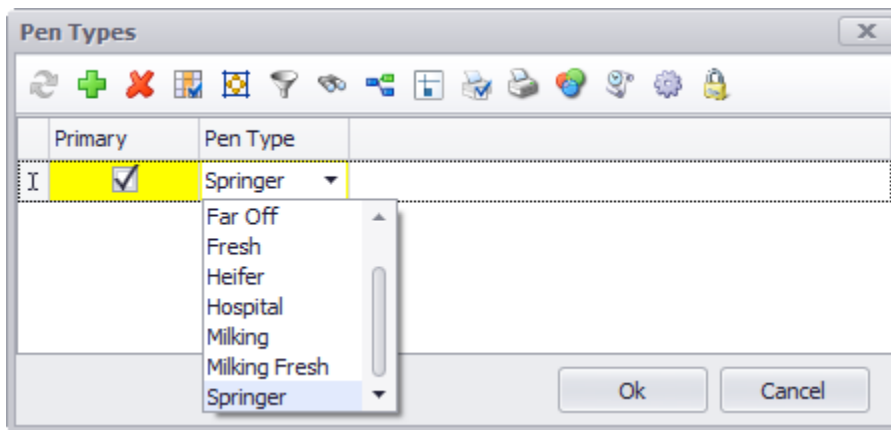 Pen Types
Primary Pen Type
Springer
Far Off
Fresh
Heifer
Hospital
Milking
Milking Fresh
Springer
Ok Cancel